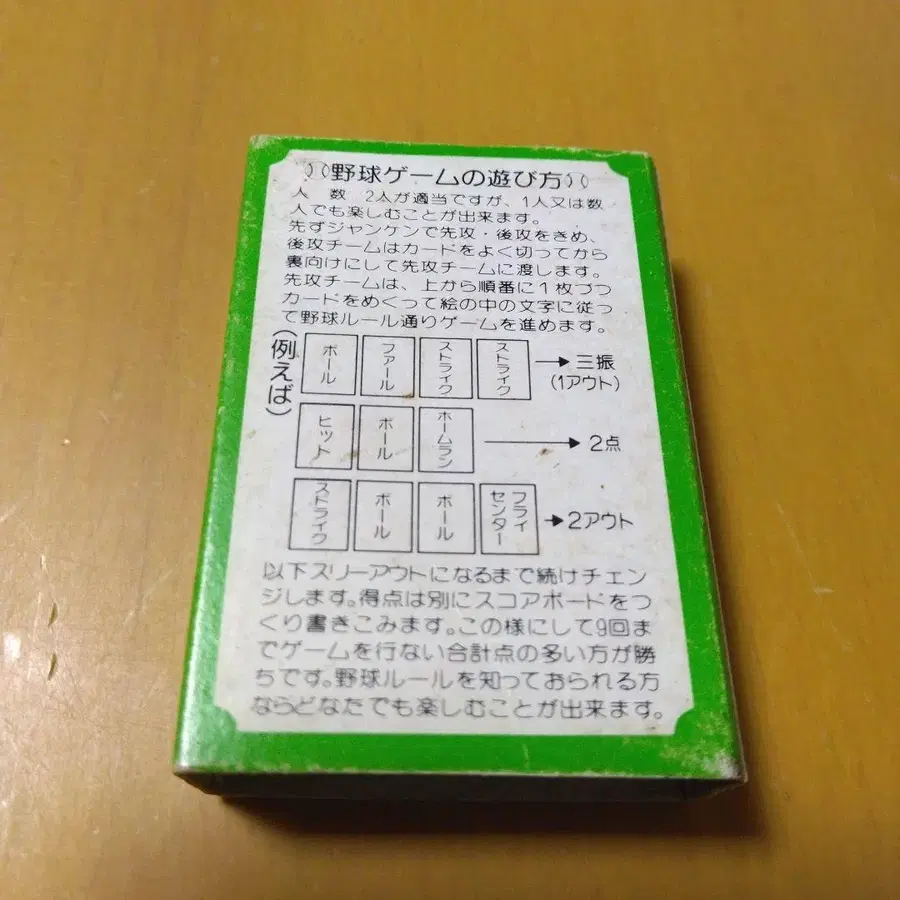 野球ゲームの遊び方
人 数 2人が適当ですが、1人又は数
人でも楽しむことが出来ます。
先ずジャンケンで先攻・後攻をきめ、
後攻チームはカードをよく切ってから
裏向けにして先攻チームに渡します。
先攻チームは、上から順番に1枚づつ
カードをめくって絵の中の文字に従っ
て野球ルール通りゲームを進めます。
(例えば)
ボール ファール ストライク ストライク → 三振
(1アウト)
ヒット ボール ホームラン → 2点
ストライク ボール ボール センターフライ → 2アウト
以下スリーアウトになるまで続けチェン
ジします。得点は別にスコアボードをつ
くり書きこみます。この様にして9回ま
でゲームを行ない合計点の多い方が勝
ちです。野球ルールを知っておられる方
ならどなたでも楽しむことが出来ます。